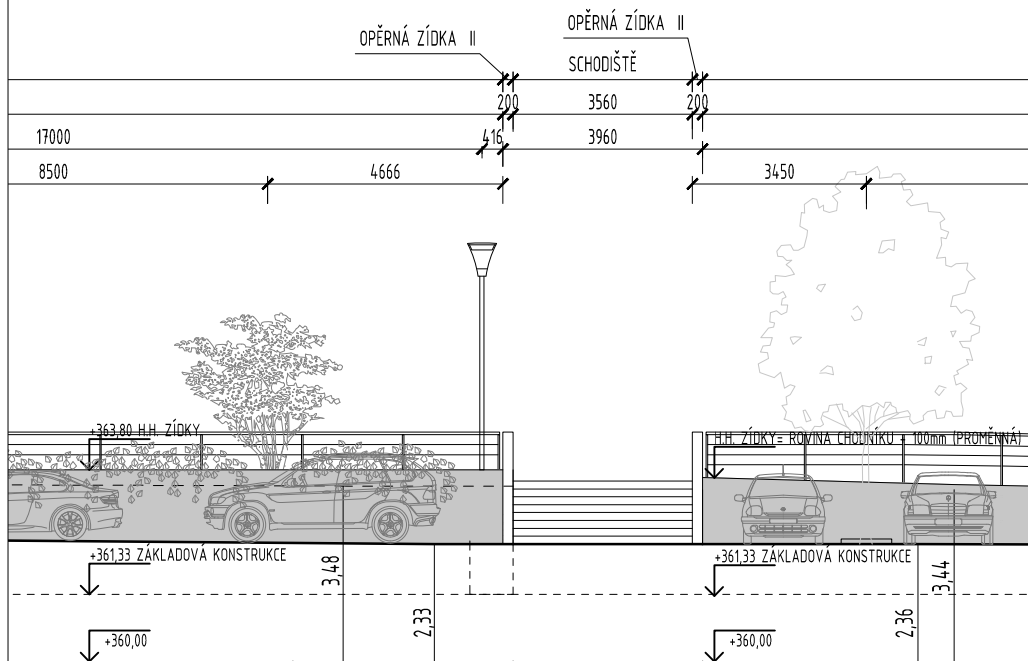 OPĚRNÁ ZÍDKA II
OPĚRNÁ ZÍDKA II
SCHODIŠTĚ
200 3560 200
17000 416 3960
8500 4666 3450
+363,80 H.H. ZÍDKY
H.H. ZÍDKY= ROVINA CHODNÍKU - 100mm (PROMĚNNÁ)
+361,33 ZÁKLADOVÁ KONSTRUKCE
+361,33 ZÁKLADOVÁ KONSTRUKCE
3,48
2,33
2,36
3,44
+360,00
+360,00